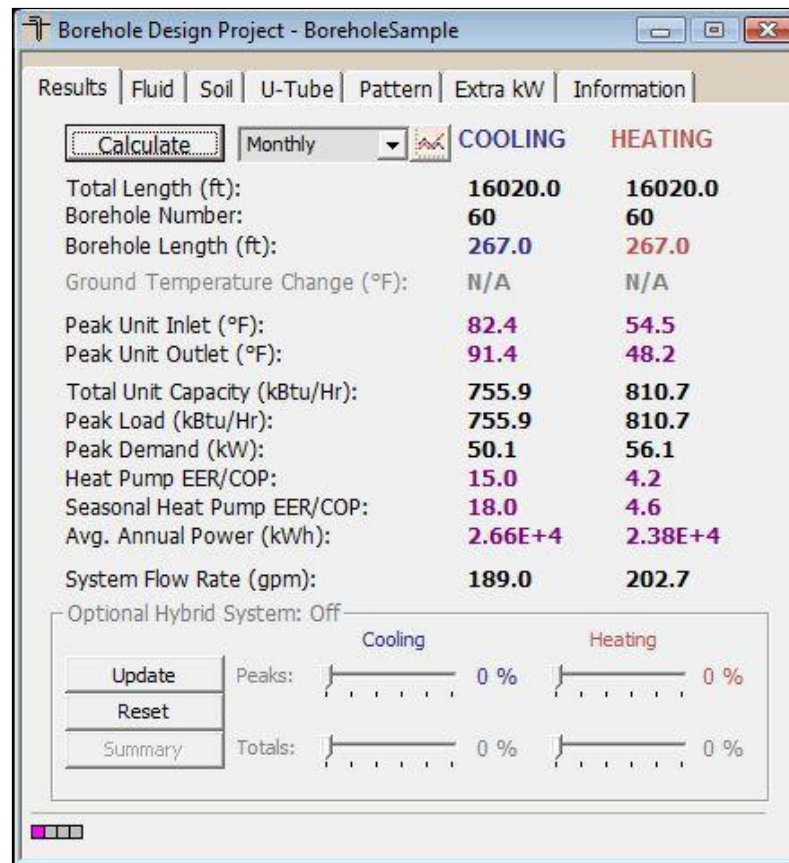 Borehole Design Project - BoreholeSample
Results Fluid Soil U-Tube Pattern Extra kW Information
Calculate Monthly COOLING HEATING
Total Length (ft): 16020.0 16020.0
Borehole Number: 60 60
Borehole Length (ft): 267.0 267.0
Ground Temperature Change (°F): N/A N/A
Peak Unit Inlet (°F): 82.4 54.5
Peak Unit Outlet (°F): 91.4 48.2
Total Unit Capacity (kBtu/Hr): 755.9 810.7
Peak Load (kBtu/Hr): 755.9 810.7
Peak Demand (kW): 50.1 56.1
Heat Pump EER/COP: 15.0 4.2
Seasonal Heat Pump EER/COP: 18.0 4.6
Avg. Annual Power (kWh): 2.66E+4 2.38E+4
System Flow Rate (gpm): 189.0 202.7
Optional Hybrid System: Off
Cooling Heating
Update Peaks: 0 % 0 %
Reset
Summary Totals: 0 % 0 %